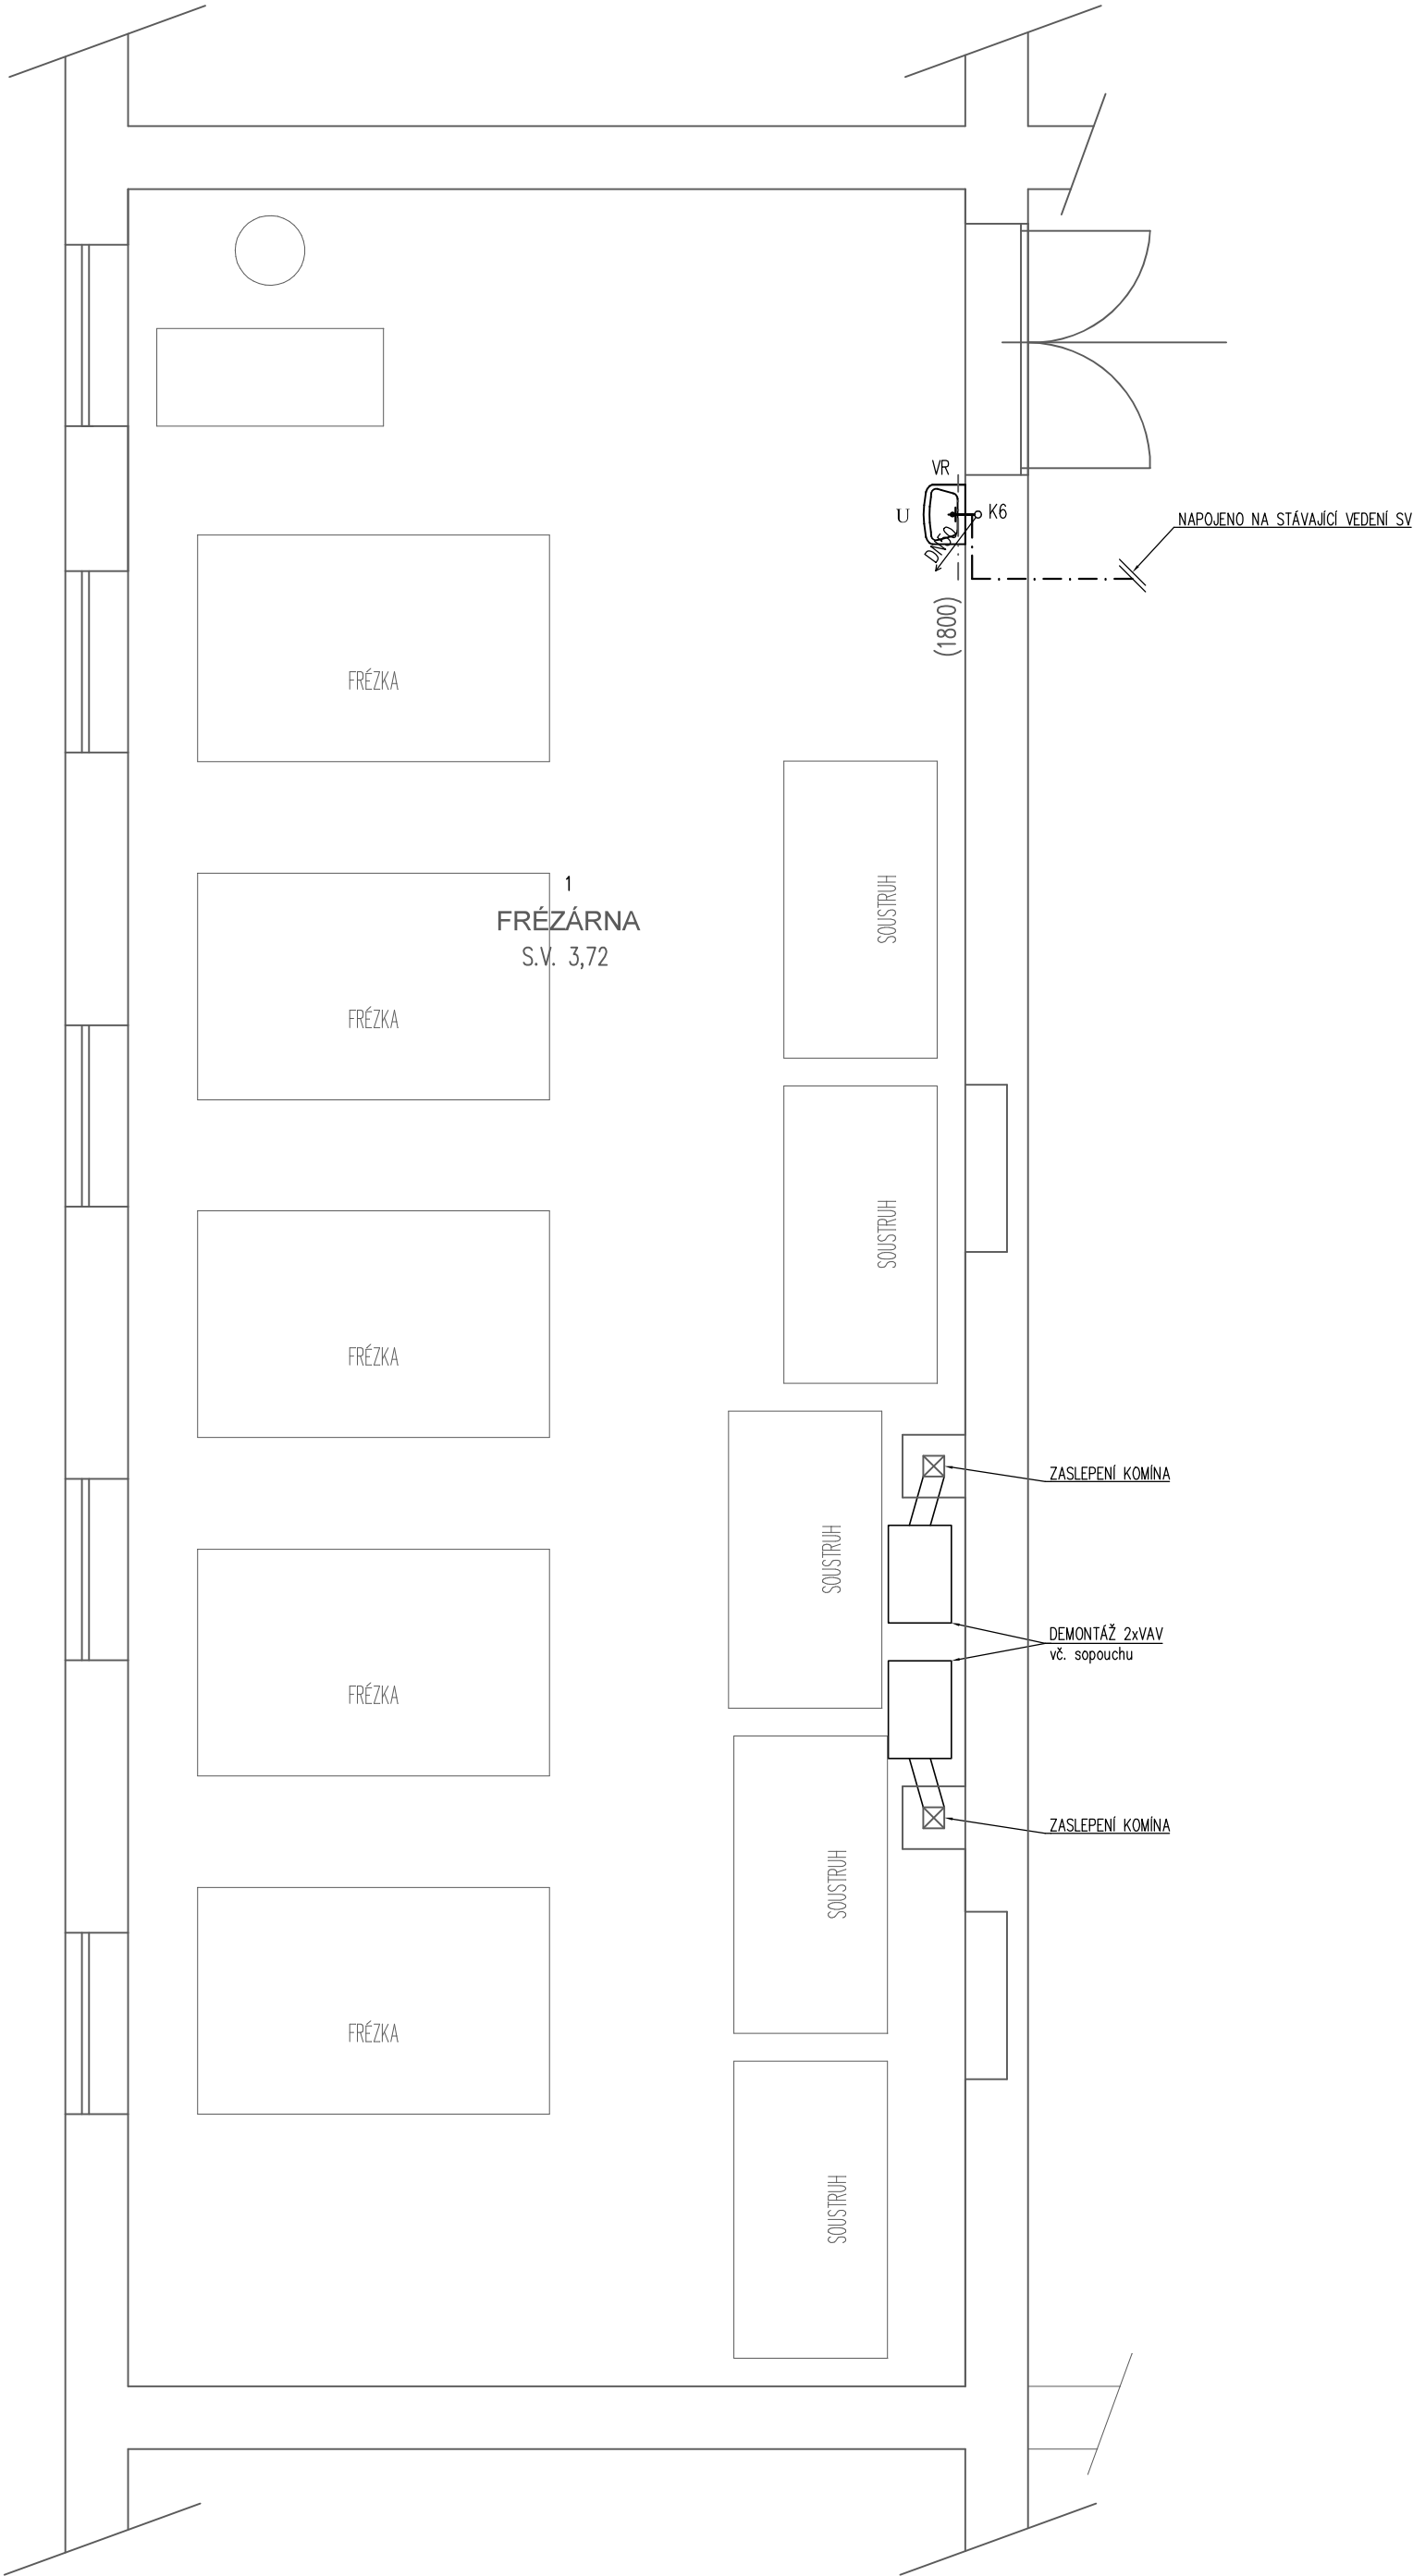 VR
U
K6
DN50
NAPOJENO NA STÁVAJÍCÍ VEDENÍ SV
(1800)
FRÉZKA
SOUSTRUH
1
FRÉZÁRNA
S.V. 3,72
FRÉZKA
SOUSTRUH
FRÉZKA
ZASLEPENÍ KOMÍNA
SOUSTRUH
DEMONTÁŽ 2xVAV
vč. sopouchu
FRÉZKA
ZASLEPENÍ KOMÍNA
SOUSTRUH
FRÉZKA
SOUSTRUH